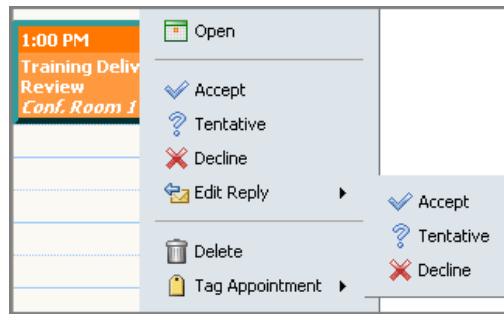 1:00 PM
Training Deliv
Review
Conf. Room 1
Open
Accept
Tentative
Decline
Edit Reply
Accept
Tentative
Decline
Delete
Tag Appointment